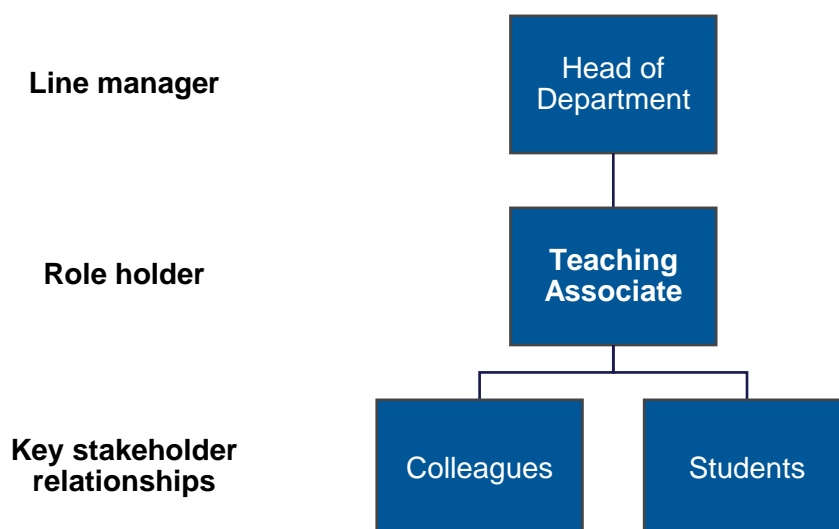 Line manager
Head of
Department
Role holder
Teaching
Associate
Key stakeholder
relationships
Colleagues
Students